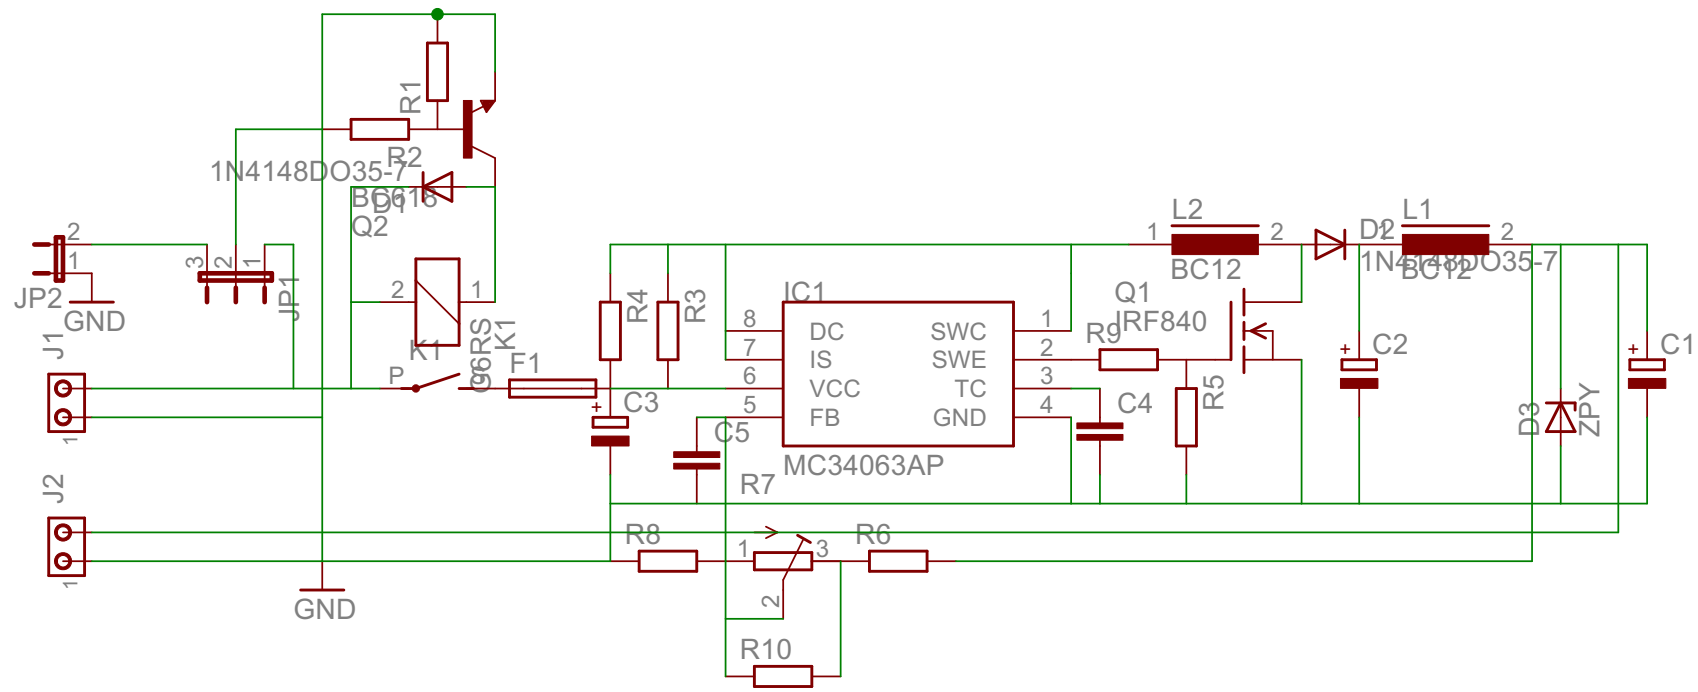 R1
R2
1N4148DO35-7
BC618
D1
Q2
2
1
JP2
GND
3
2
1
JP1
2
1
K1
G6RS
K1
P
S
F1
J1
1
J2
1
GND
R4
R3
C3
+
C5
IC1
8
7
6
5
DC
IS
VCC
FB
SWC
SWE
TC
GND
1
2
3
4
MC34063AP
R7
R8
1
3
2
R6
R10
L2
1
2
BC12
Q1
IRF840
R9
R5
C4
D2
1N4148DO35-7
L1
1
2
BC12
+
C2
D3
ZPY
+
C1